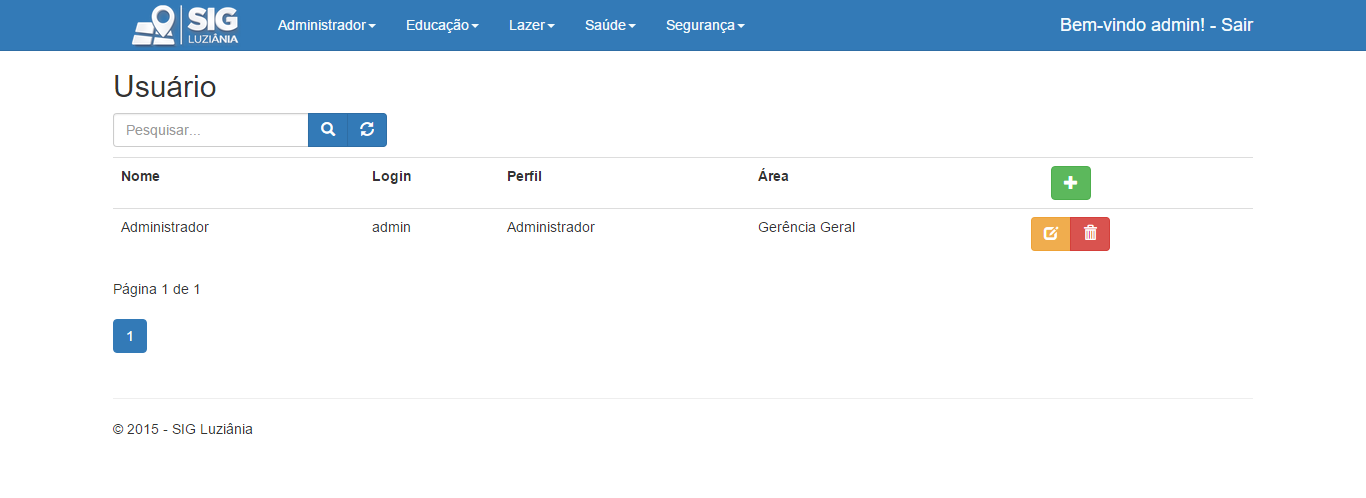 SIG
LUZIÂNIA
Administrador Educação Lazer Saúde Segurança Bem-vindo admin! - Sair
Usuário
Pesquisar...
Nome Login Perfil Área
Administrador admin Administrador Gerência Geral
Página 1 de 1
1
© 2015 - SIG Luziânia